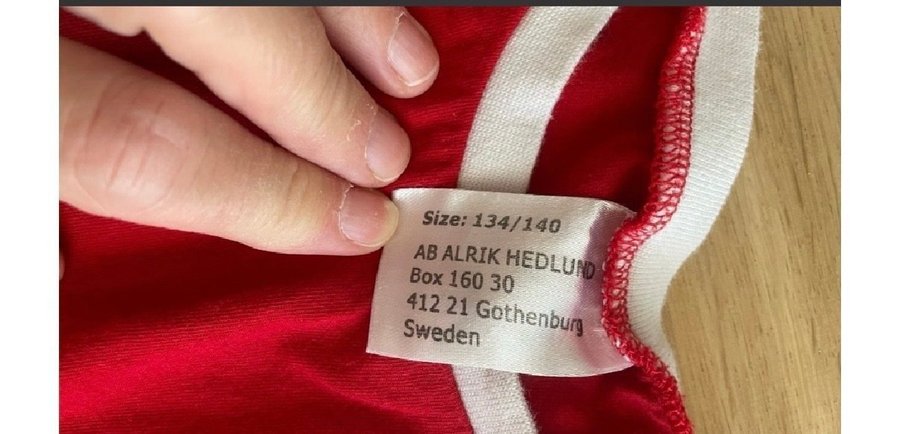 Size: 134/140
AB ALRIK HEDLUND
Box 160 30
412 21 Gothenburg
Sweden